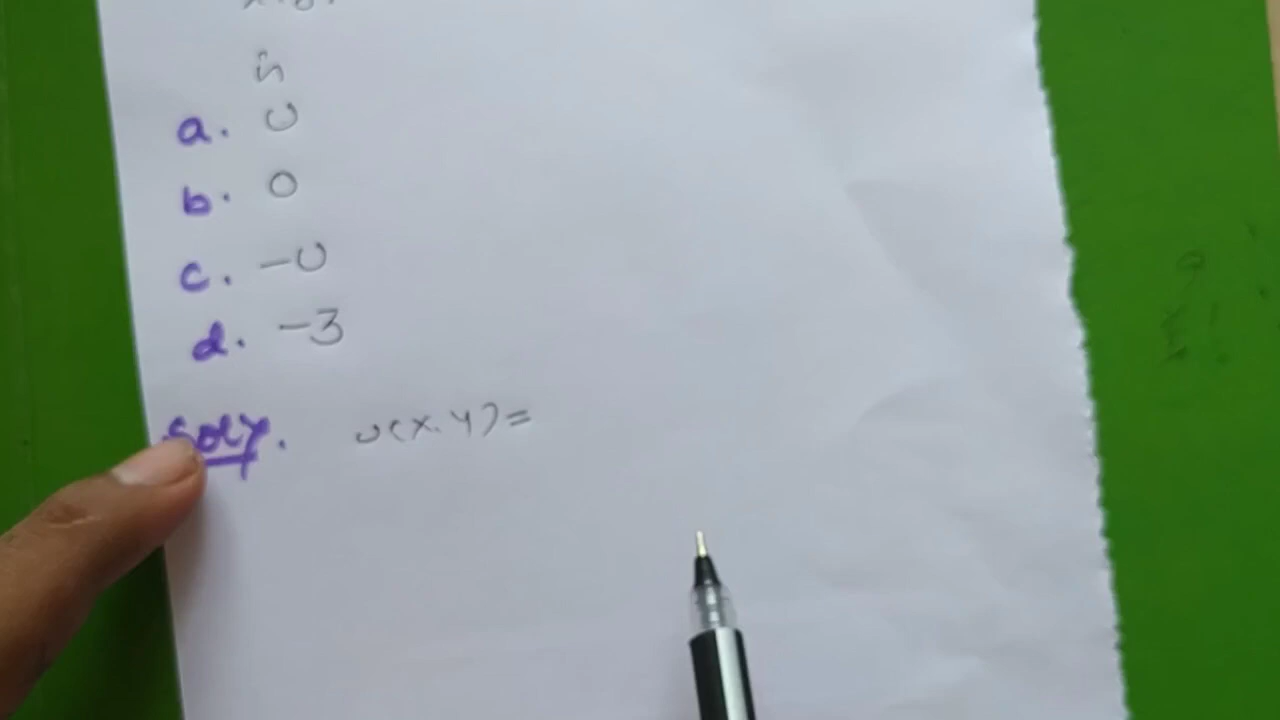 is
a. U
b. 0
c. -U
d. -3
Soln. U(x,y)=